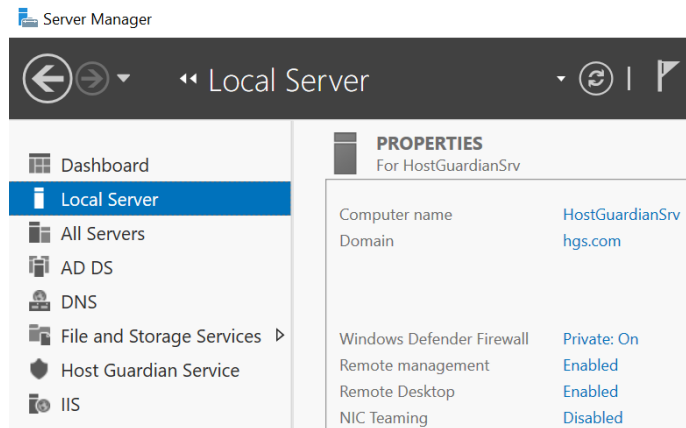 Server Manager
Local Server
Dashboard
Local Server
All Servers
AD DS
DNS
File and Storage Services
Host Guardian Service
IIS
PROPERTIES
For HostGuardianSrv
Computer name HostGuardianSrv
Domain hgs.com
Windows Defender Firewall Private: On
Remote management Enabled
Remote Desktop Enabled
NIC Teaming Disabled